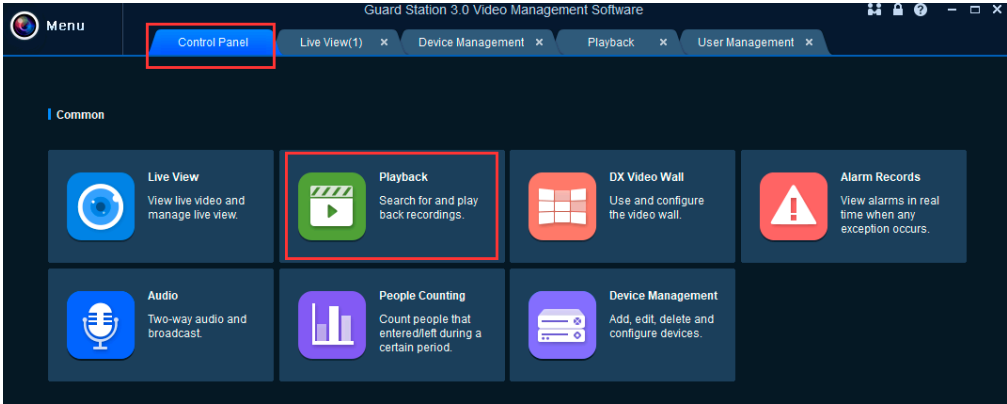 Guard Station 3.0 Video Management Software
Menu
Control Panel
Live View(1)
Device Management
Playback
User Management
Common
Live View
View live video and
manage live view.
Playback
Search for and play
back recordings.
DX Video Wall
Use and configure
the video wall.
Alarm Records
View alarms in real
time when any
exception occurs.
Audio
Two-way audio and
broadcast.
People Counting
Count people that
entered/left during a
certain period.
Device Management
Add, edit, delete and
configure devices.